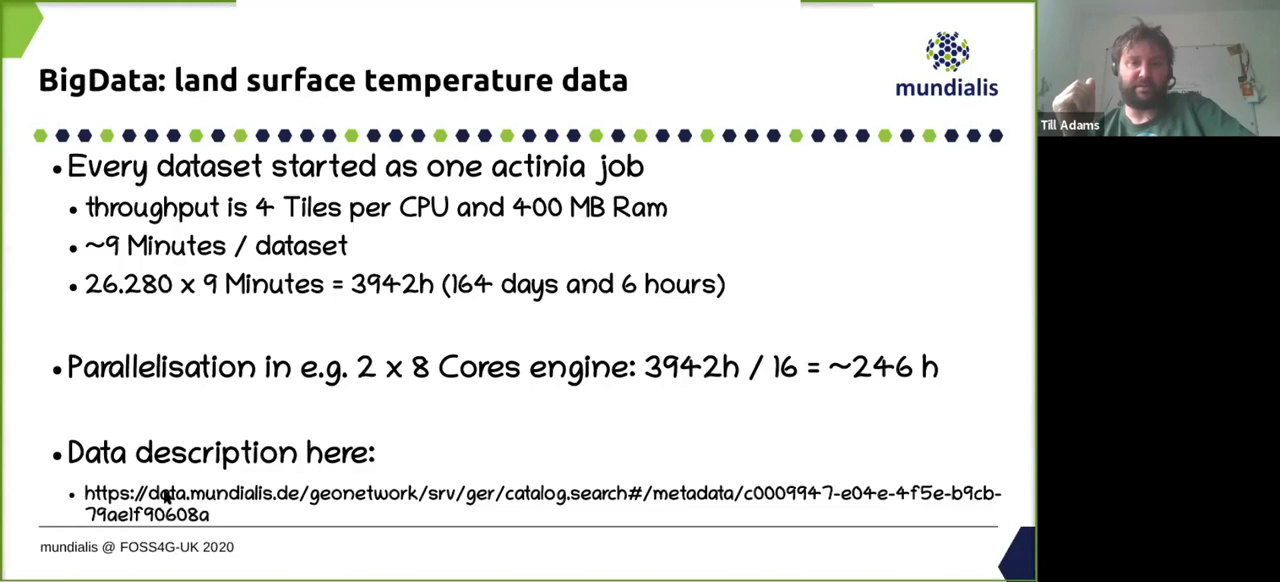 BigData: land surface temperature data
mundialis
Till Adams
• Every dataset started as one actinia job
• throughput is 4 Tiles per CPU and 400 MB Ram
• ~9 Minutes / dataset
• 26.280 x 9 Minutes = 3942h (164 days and 6 hours)
• Parallelisation in e.g. 2 x 8 Cores engine: 3942h / 16 = ~246 h
• Data description here:
• https://data.mundialis.de/geonetwork/srv/ger/catalog.search#/metadata/c0009947-e04e-4f5e-b9cb-
79ae1f90608a
mundialis @ FOSS4G-UK 2020